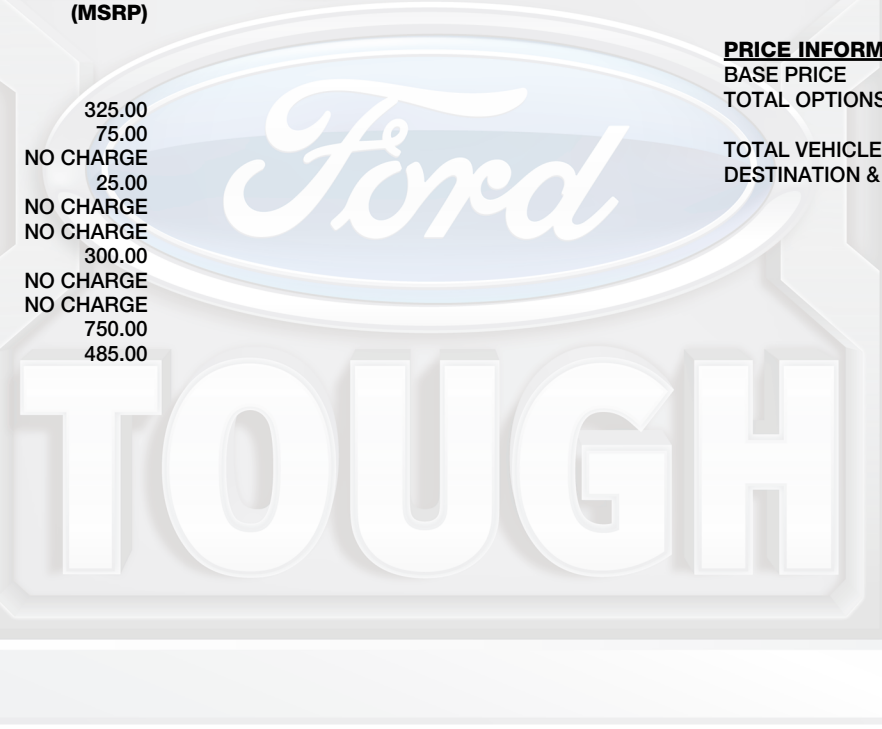 (MSRP)
325.00
75.00
NO CHARGE
25.00
NO CHARGE
NO CHARGE
300.00
NO CHARGE
NO CHARGE
750.00
485.00
PRICE INFORM
BASE PRICE
TOTAL OPTIONS
TOTAL VEHICLE
DESTINATION &
Ford
TOUGH